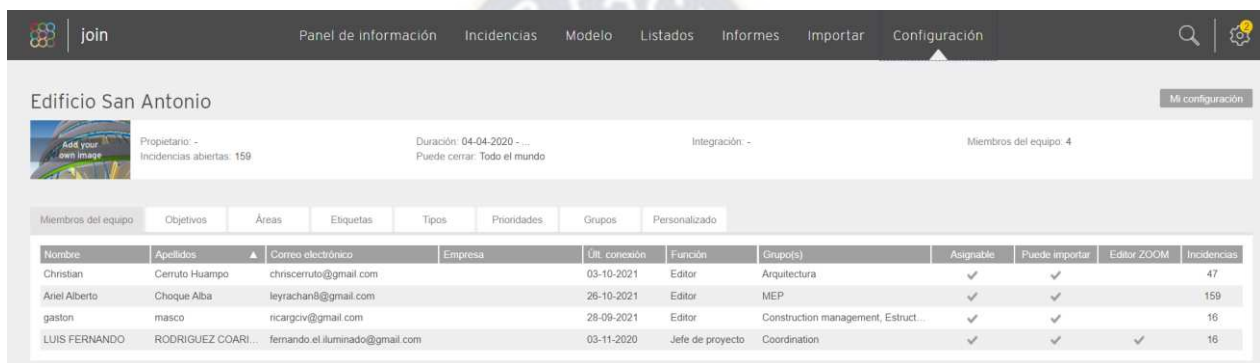 join Panel de información Incidencias Modelo Listados Informes Importar Configuración 2
Edificio San Antonio Mi configuración
Add your own image
Propietario: - Duración: 04-04-2020 - ... Integración: - Miembros del equipo: 4
Incidencias abiertas: 159 Puede cerrar: Todo el mundo
Miembros del equipo Objetivos Áreas Etiquetas Tipos Prioridades Grupos Personalizado
Nombre Apellidos Correo electrónico Empresa Últ. conexión Función Grupo(s) Asignable Puede importar Editor ZOOM Incidencias
Christian Cerruto Huampo chriscerruto@gmail.com 03-10-2021 Editor Arquitectura ✓ ✓ 47
Ariel Alberto Choque Alba leyrachan8@gmail.com 26-10-2021 Editor MEP ✓ ✓ 159
gaston masco ricargciv@gmail.com 28-09-2021 Editor Construction management, Estruct... ✓ ✓ 16
LUIS FERNANDO RODRIGUEZ COARI... fernando.el.iluminado@gmail.com 03-11-2020 Jefe de proyecto Coordination ✓ ✓ ✓ 16